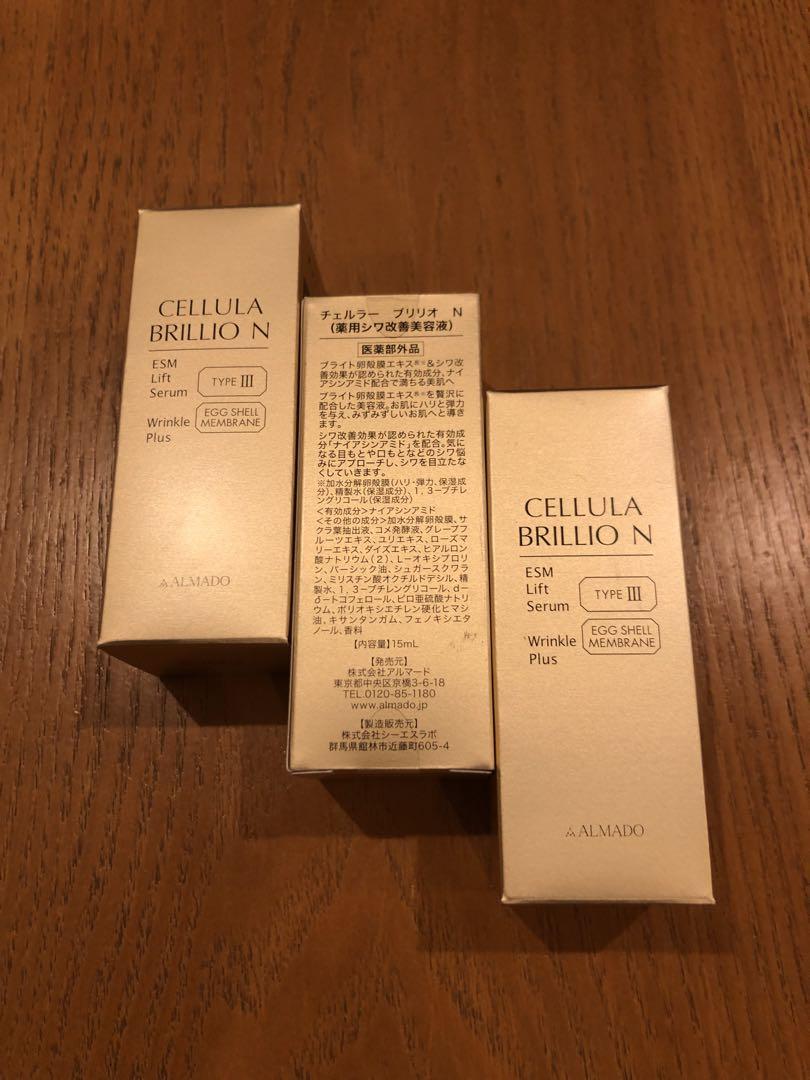 CELLULA
BRILLIO N
ESM
Lift
Serum
TYPE III
Wrinkle
Plus
EGG SHELL
MEMBRANE
ALMADO
チェルラー ブリリオ N
(薬用シワ改善美容液)
医薬部外品
ブライト卵殻膜エキス&シワ改
善効果が認められた有効成分、ナイ
アシンアミド配合で満ちる美肌へ
ブライト卵殻膜エキスを贅沢に
配合した美容液。お肌にハリと弾力
を与え、みずみずしいお肌へと導き
ます。
シワ改善効果が認められた有効成
分「ナイアシンアミド」を配合。気に
なる目もとや口もとなどのシワ悩
みにアプローチし、シワを目立たな
くしていきます。
※加水分解卵殻膜(ハリ・弾力、保湿成
分)、精製水(保湿成分)、1,3-ブチレ
ングリコール(保湿成分)
<有効成分>ナイアシンアミド
<その他の成分>加水分解卵殻膜、サ
クラ葉抽出液、コメ発酵液、グレープフ
ルーツエキス、ユリエキス、ローズマ
リーエキス、ダイズエキス、ヒアルロン
酸ナトリウム(2)、L-オキシプロリ
ン、パーシック油、シュガースクワラ
ン、ミリスチン酸オクチルドデシル、精
製水、1,3-ブチレングリコール、d-
δ-トコフェロール、ピロ亜硫酸ナトリ
ウム、ポリオキシエチレン硬化ヒマシ
油、キサンタンガム、フェノキシエタ
ノール、香料
【内容量】15mL
【発売元】
株式会社アルマード
東京都中央区京橋3-6-18
TEL.0120-85-1180
www.almado.jp
【製造販売元】
株式会社シーエスラボ
群馬県館林市近藤町605-4
CELLULA
BRILLIO N
ESM
Lift
Serum
TYPE III
Wrinkle
Plus
EGG SHELL
MEMBRANE
ALMADO